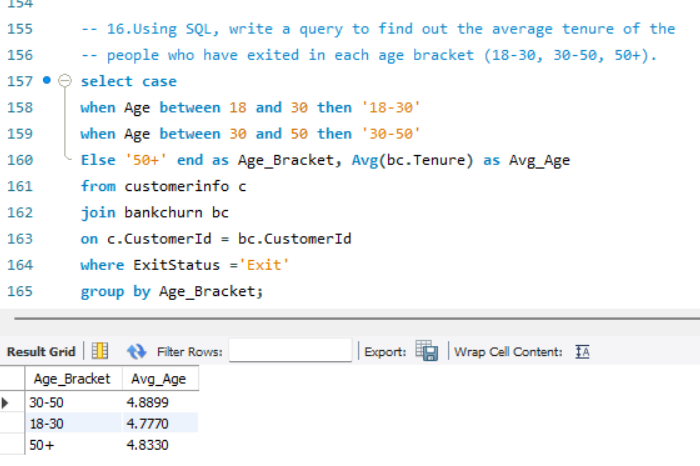 154
155 -- 16.Using SQL, write a query to find out the average tenure of the
156 -- people who have exited in each age bracket (18-30, 30-50, 50+).
157 select case
158 when Age between 18 and 30 then '18-30'
159 when Age between 30 and 50 then '30-50'
160 Else '50+' end as Age_Bracket, Avg(bc.Tenure) as Avg_Age
161 from customerinfo c
162 join bankchurn bc
163 on c.CustomerId = bc.CustomerId
164 where ExitStatus ='Exit'
165 group by Age_Bracket;
Result Grid Filter Rows: Export: Wrap Cell Content: IA
Age_Bracket Avg_Age
30-50 4.8899
18-30 4.7770
50+ 4.8330